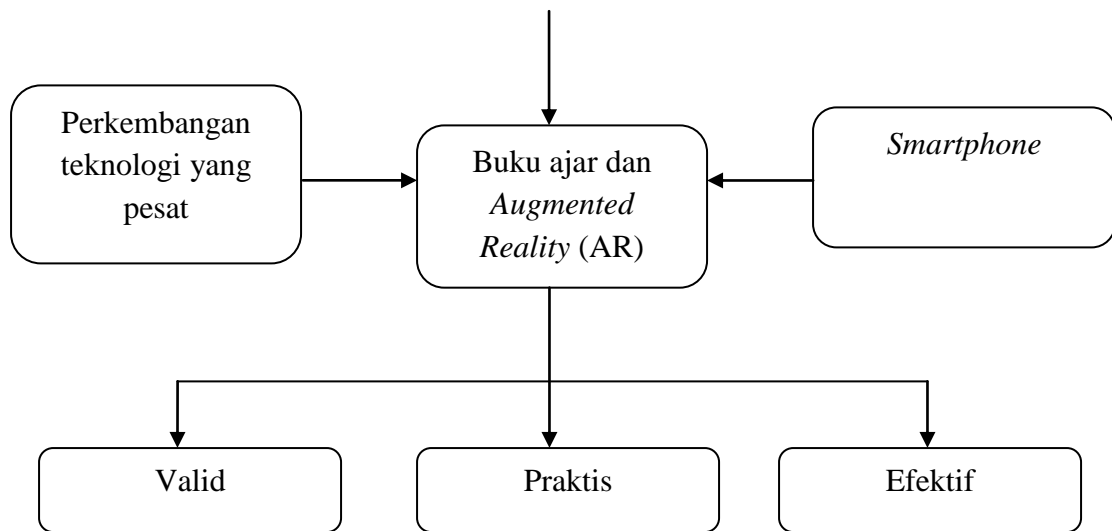 Perkembangan
teknologi yang
pesat
Buku ajar dan
Augmented
Reality (AR)
Smartphone
Valid
Praktis
Efektif